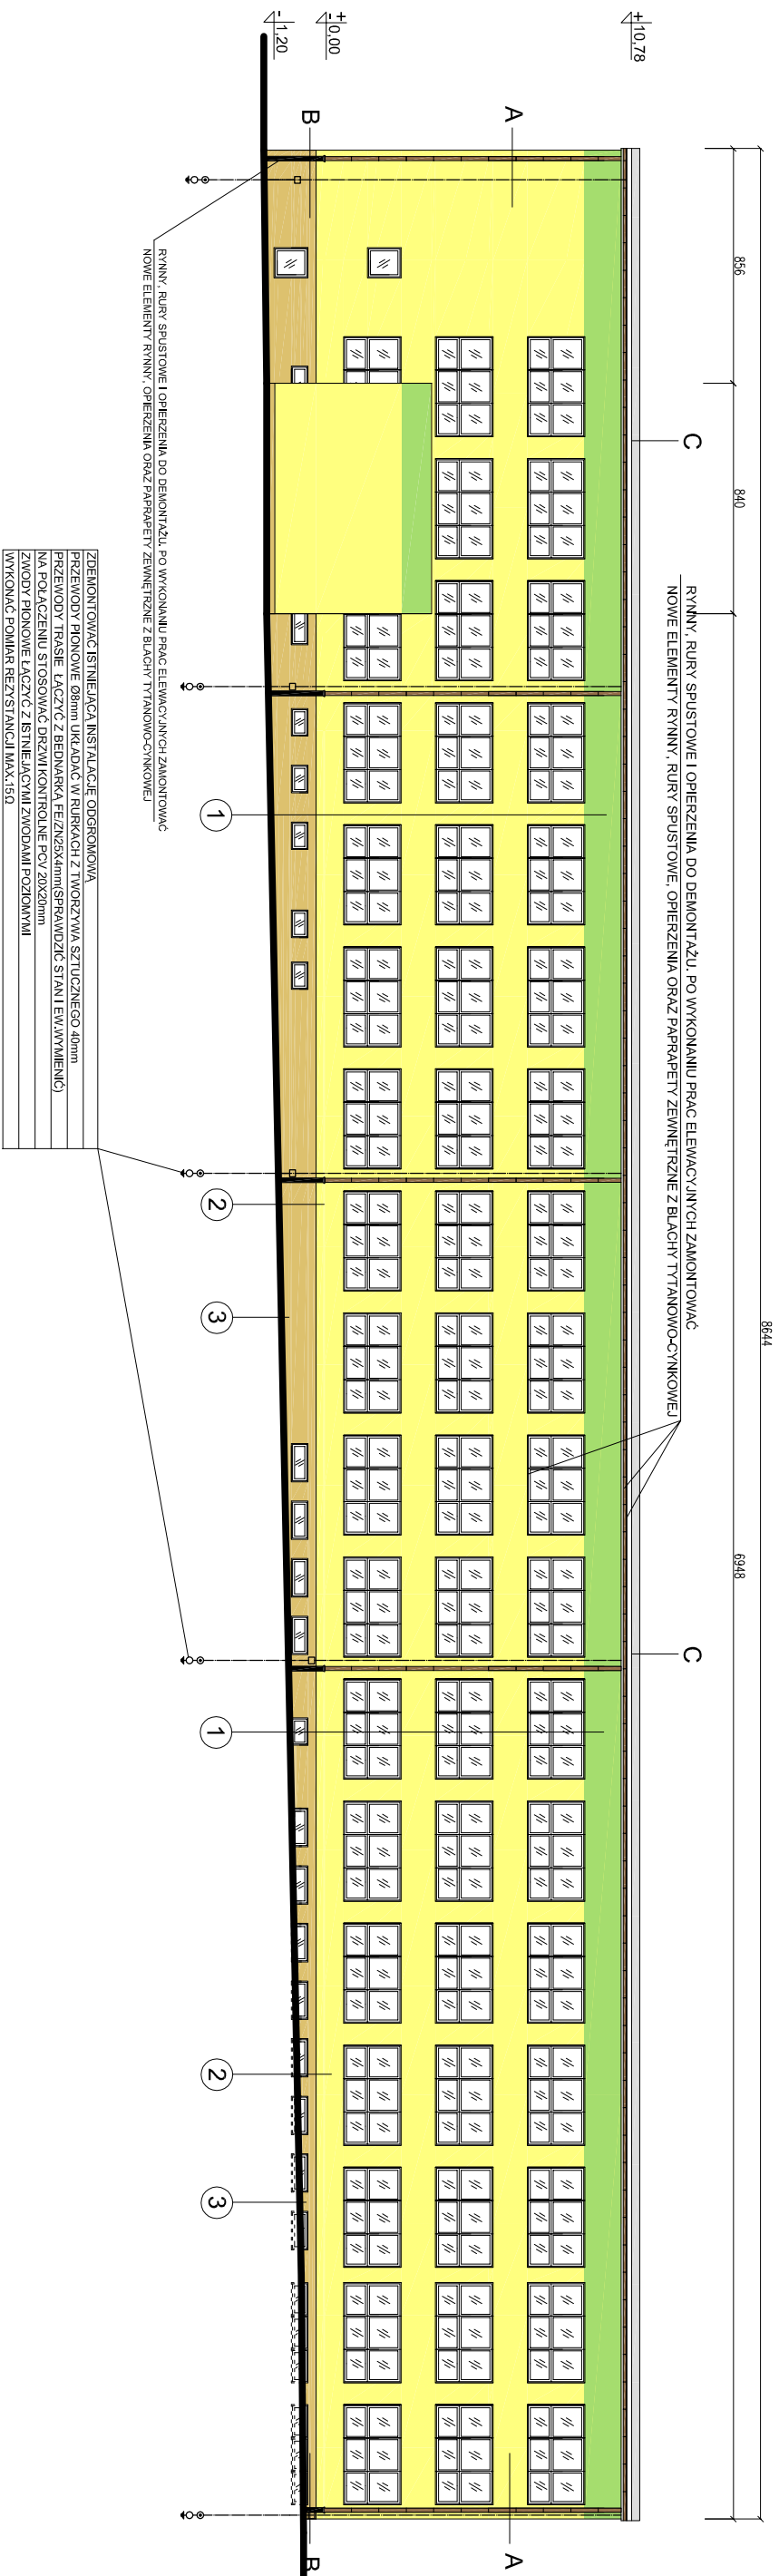 8644
856
840
6948
RYNNY, RURY SPUSTOWE I OPIERZENIA DO DEMONTAŻU. PO WYKONANIU PRAC ELEWACYJNYCH ZAMONTOWAĆ
NOWE ELEMENTY RYNNY, RURY SPUSTOWE, OPIERZENIA ORAZ PAPRAPETY ZEWNĘTRZNE Z BLACHY TYTANOWO-CYNKOWEJ
C
C
+10,78
A
A
+
-0,00
B
B
-1,20
1
2
3
1
2
3
RYNNY, RURY SPUSTOWE I OPIERZENIA DO DEMONTAŻU. PO WYKONANIU PRAC ELEWACYJNYCH ZAMONTOWAĆ
NOWE ELEMENTY RYNNY, OPIERZENIA ORAZ PAPRAPETY ZEWNĘTRZNE Z BLACHY TYTANOWO-CYNKOWEJ
ZDEMONTOWAĆ ISTNIEJĄCĄ INSTALACJĘ ODGROMOWĄ
PRZEWODY PIONOWE Ø8mm UKŁADAĆ W RURKACH Z TWORZYWA SZTUCZNEGO 40mm
PRZEWODY TRASIE ŁĄCZYĆ Z BEDNARKĄ FE/ZN25X4mm(SPRAWDZIĆ STAN I EW.WYMIENIĆ)
NA POŁĄCZENIU STOSOWAĆ DRZWI KONTROLNE PCV 20X20mm
ZWODY PIONOWE ŁĄCZYĆ Z ISTNIEJĄCYMI ZWODAMI POZIOMYMI
WYKONAĆ POMIAR REZYSTANCJI MAX.15Ω